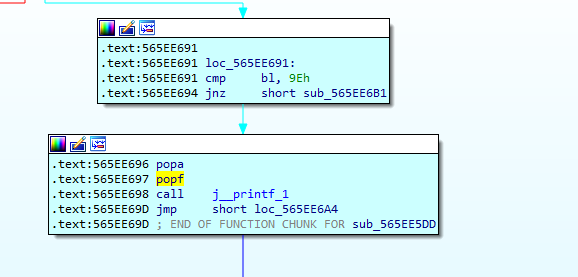 .text:565EE691
.text:565EE691 loc_565EE691:
.text:565EE691 cmp bl, 9Eh
.text:565EE694 jnz short sub_565EE6B1
.text:565EE696 popa
.text:565EE697 popf
.text:565EE698 call j__printf_1
.text:565EE69D jmp short loc_565EE6A4
.text:565EE69D ; END OF FUNCTION CHUNK FOR sub_565EE5DD